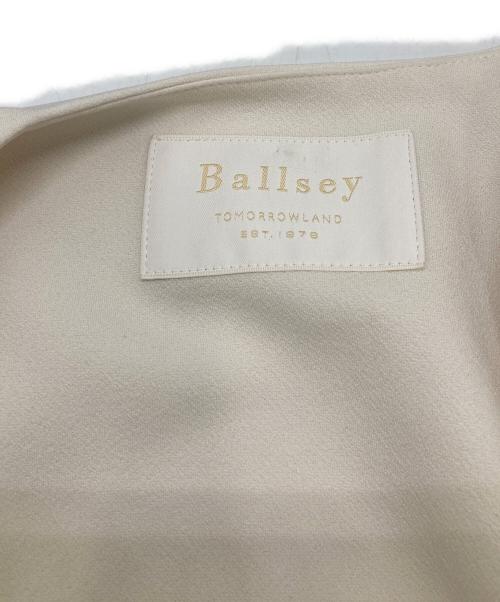 Ballsey
TOMORROWLAND
EST. 1978